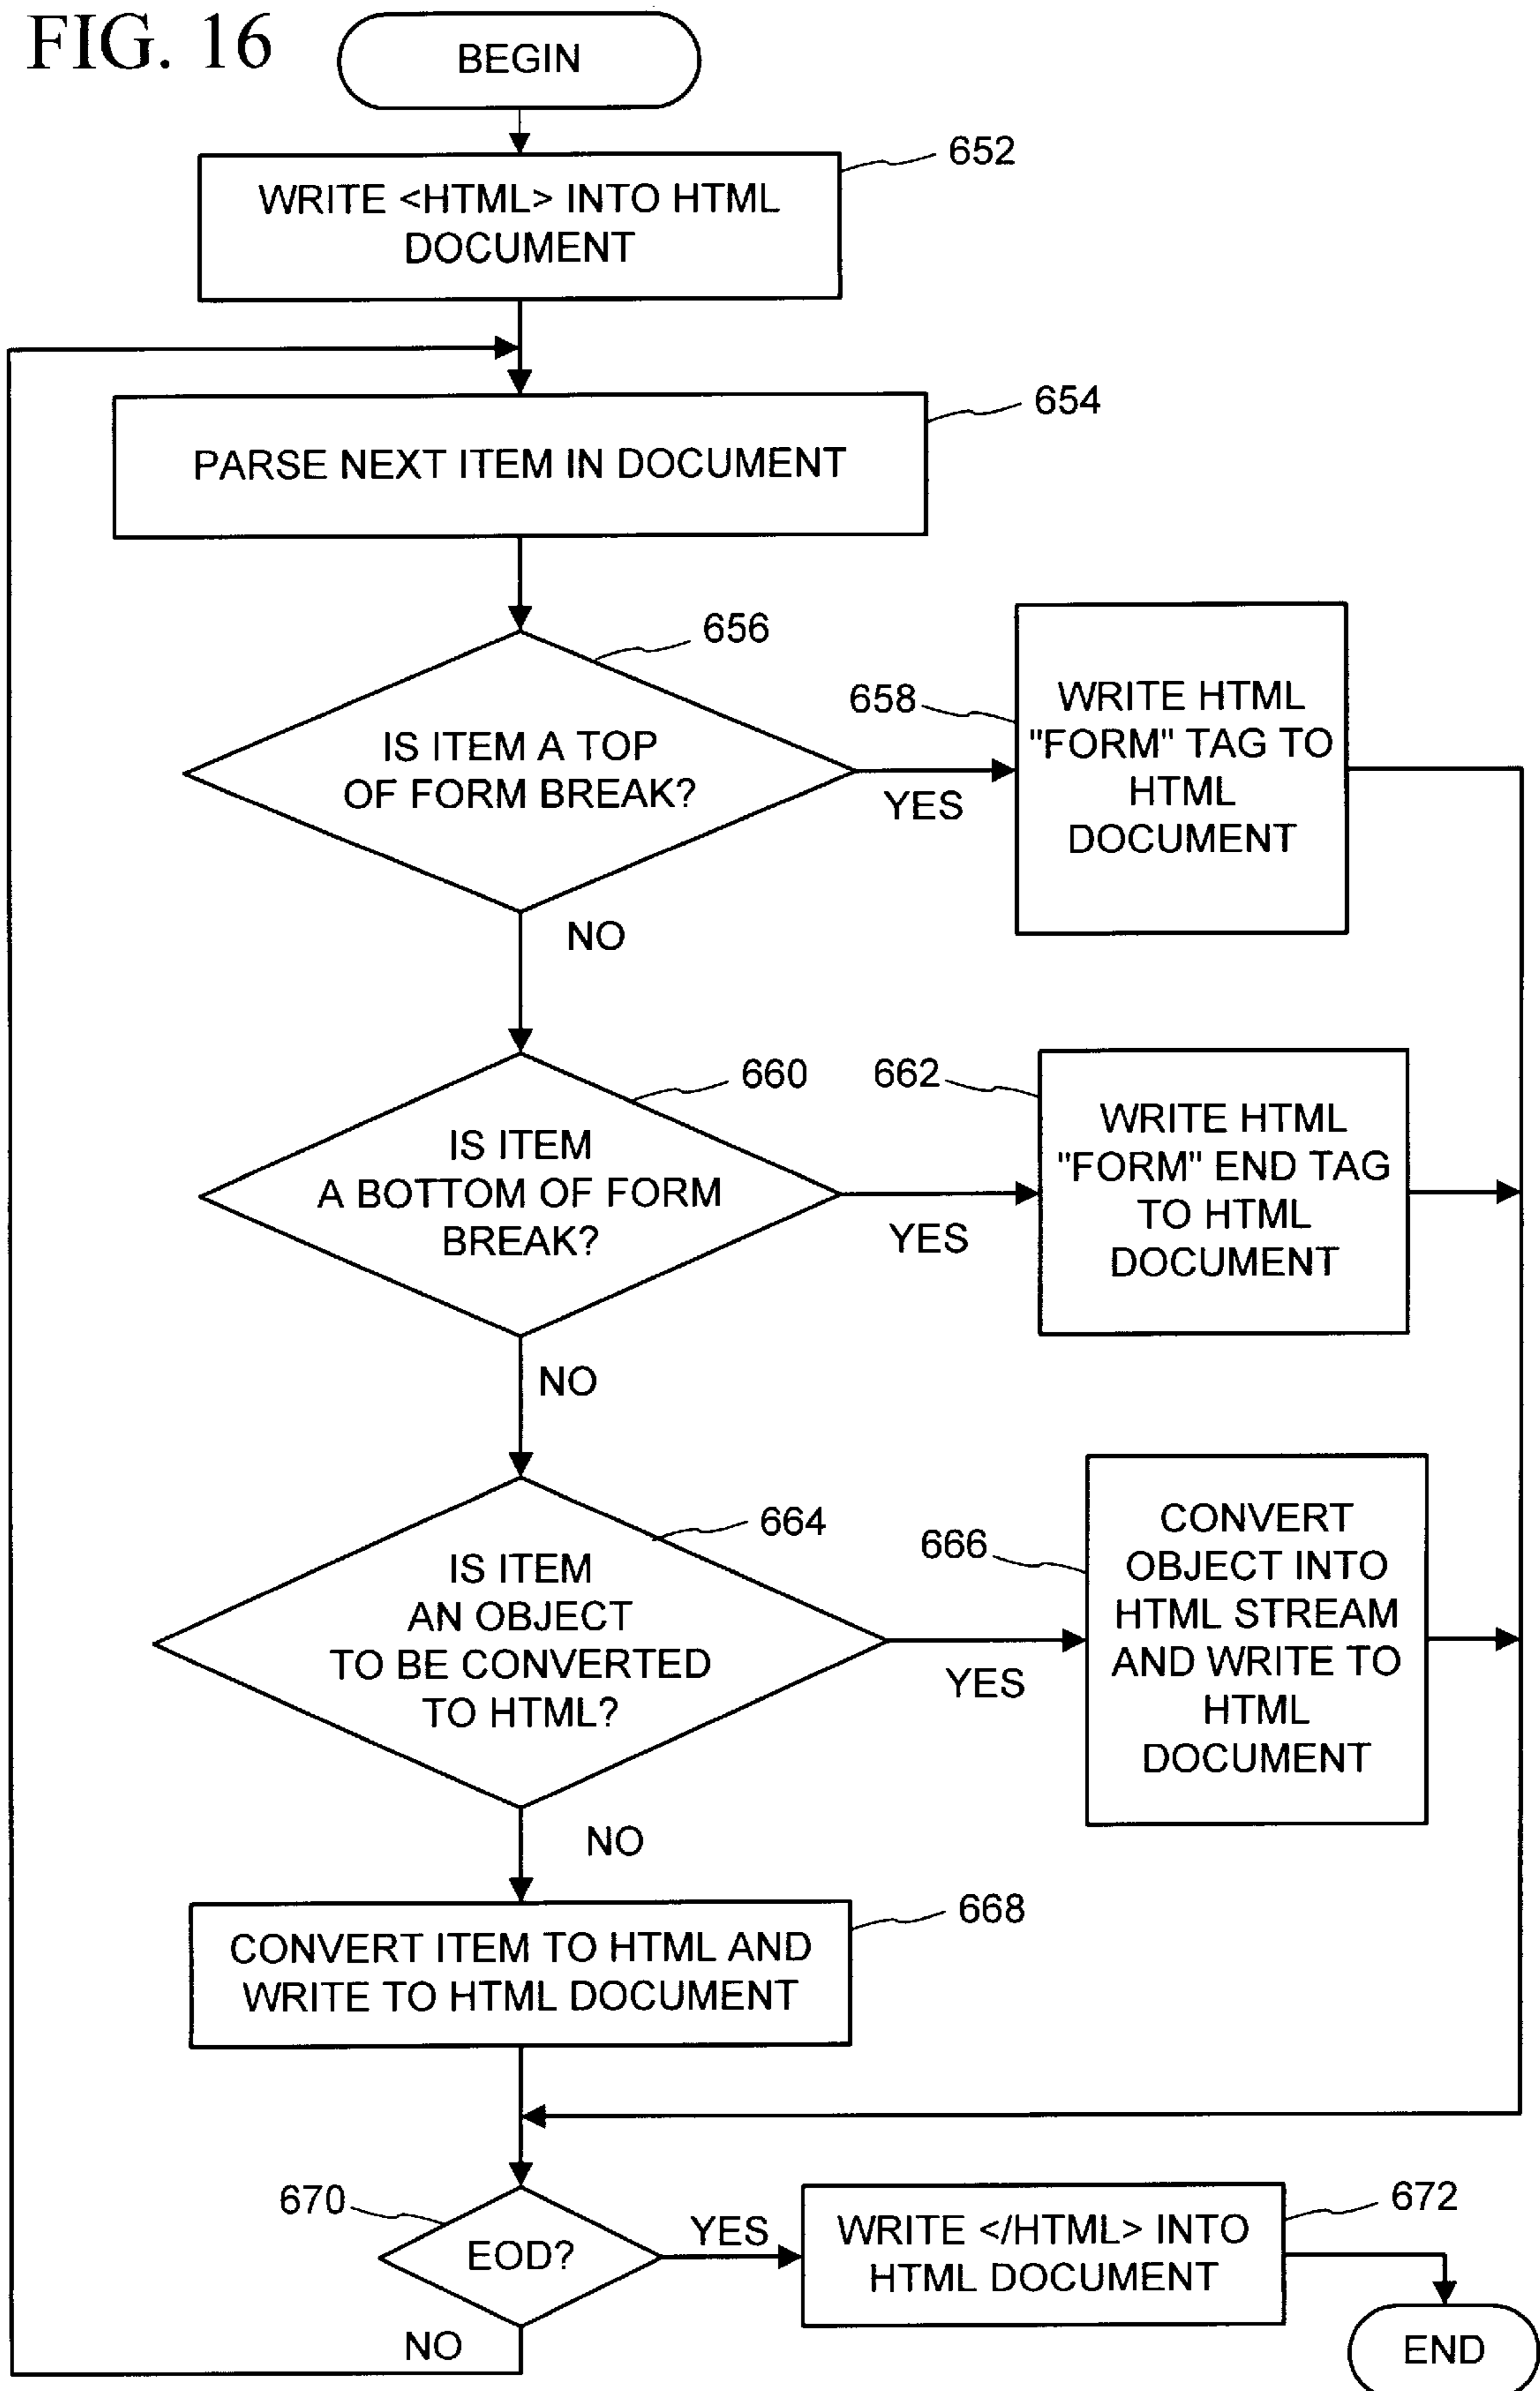 FIG. 16
BEGIN
652
WRITE <HTML> INTO HTML
DOCUMENT
654
PARSE NEXT ITEM IN DOCUMENT
656
IS ITEM A TOP
OF FORM BREAK?
YES
658
WRITE HTML
"FORM" TAG TO
HTML
DOCUMENT
NO
660
IS ITEM
A BOTTOM OF FORM
BREAK?
YES
662
WRITE HTML
"FORM" END TAG
TO HTML
DOCUMENT
NO
664
IS ITEM
AN OBJECT
TO BE CONVERTED
TO HTML?
YES
666
CONVERT
OBJECT INTO
HTML STREAM
AND WRITE TO
HTML
DOCUMENT
NO
668
CONVERT ITEM TO HTML AND
WRITE TO HTML DOCUMENT
670
EOD?
YES
672
WRITE </HTML> INTO
HTML DOCUMENT
NO
END